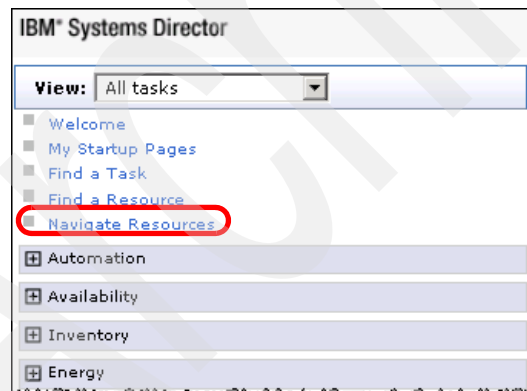 IBM® Systems Director
View: All tasks
Welcome
My Startup Pages
Find a Task
Find a Resource
Navigate Resources
Automation
Availability
Inventory
Energy